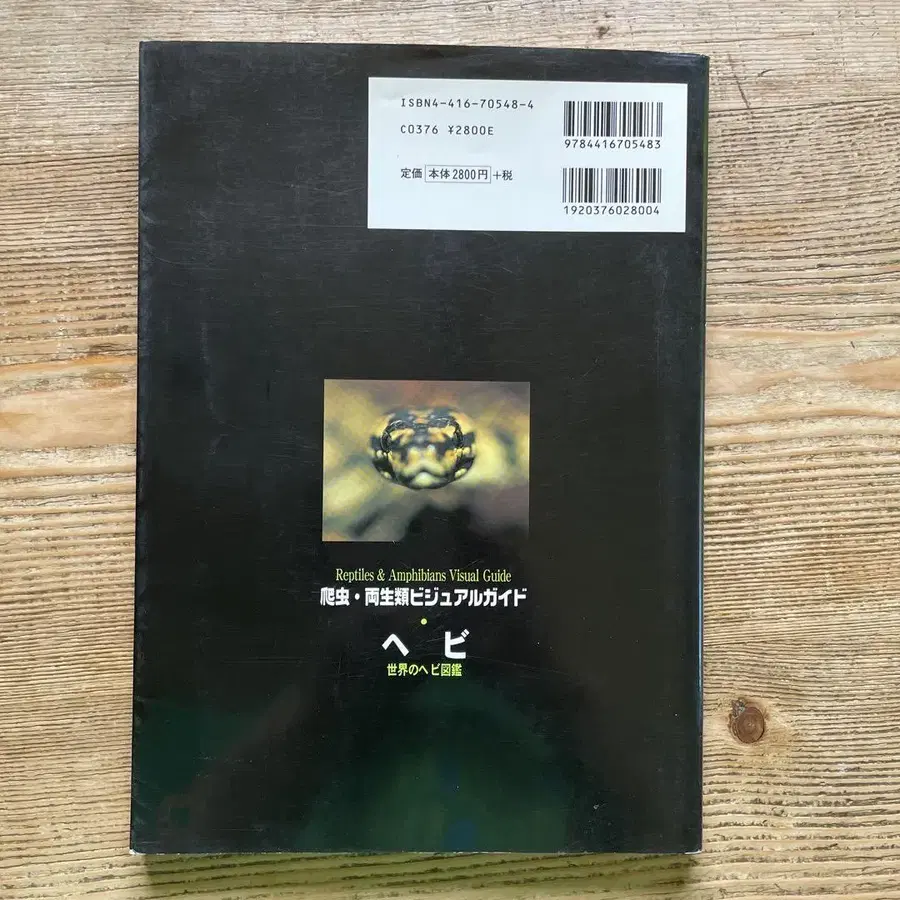 ISBN4-416-70548-4
C0376 ¥2800E
定価 本体2800円 +税
9784416705483
1920376028004
Reptiles & Amphibians Visual Guide
爬虫・両生類ビジュアルガイド
ヘビ
世界のヘビ図鑑